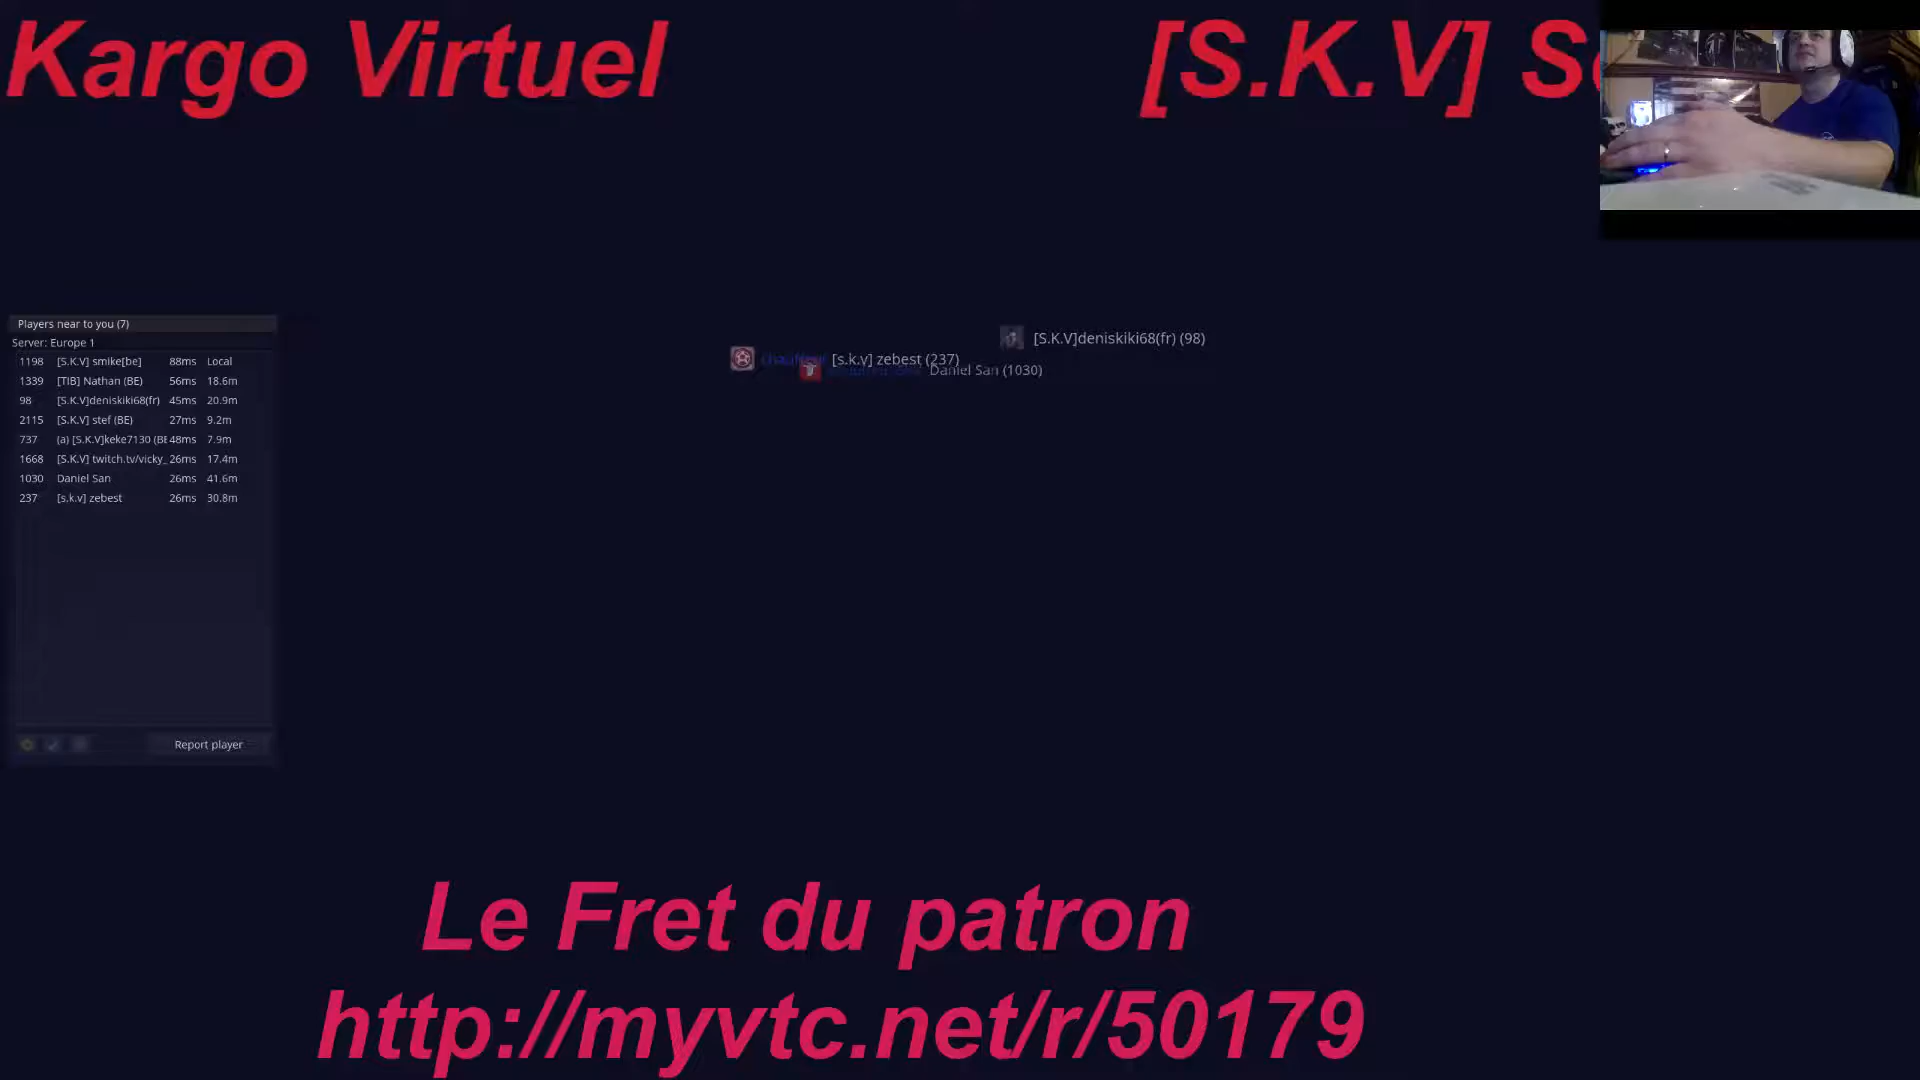 Kargo Virtuel [S.K.V] S
Players near to you (7)
Server: Europe 1
1198 [S.K.V] smike[be] 88ms Local
1339 [TIB] Nathan (BE) 56ms 18.6m
98 [S.K.V]deniskiki68(fr) 45ms 20.9m
2115 [S.K.V] stef (BE) 27ms 9.2m
737 (a) [S.K.V]keke7130 (BE 48ms 7.9m
1668 [S.K.V] twitch.tv/vicky_ 26ms 17.4m
1030 Daniel San 26ms 41.6m
237 [s.k.v] zebest 26ms 30.8m
Report player
[S.K.V]deniskiki68(fr) (98)
[s.k.v] zebest (237)
Daniel San (1030)
Le Fret du patron
http://myvtc.net/r/50179